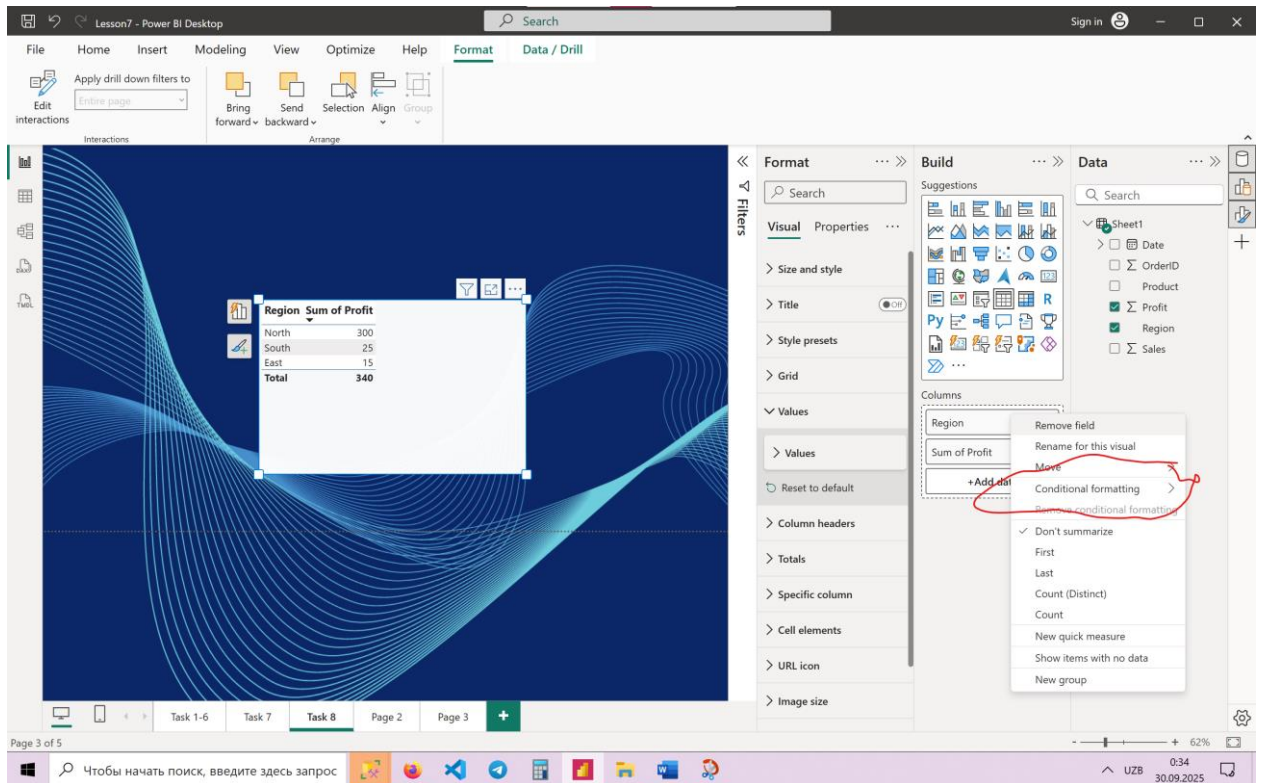 Lesson7 - Power BI Desktop
Search
Sign in
File Home Insert Modeling View Optimize Help Format Data / Drill
Edit interactions
Apply drill down filters to
Entire page
Bring forward
Send backward
Selection
Align
Group
Interactions
Arrange
Filters
Region Sum of Profit
North 300
South 25
East 15
Total 340
Format
Search
Visual Properties
Size and style
Title Off
Style presets
Grid
Values
Values
Reset to default
Column headers
Totals
Specific column
Cell elements
URL icon
Image size
Build
Suggestions
R
Py
123
Columns
Region
Sum of Profit
+Add dat
Remove field
Rename for this visual
Move
Conditional formatting
Remove conditional formatting
Don't summarize
First
Last
Count (Distinct)
Count
New quick measure
Show items with no data
New group
Data
Search
Sheet1
Date
∑ OrderID
Product
∑ Profit
Region
∑ Sales
DAX
TMDL
Task 1-6 Task 7 Task 8 Page 2 Page 3
Page 3 of 5
62%
Чтобы начать поиск, введите здесь запрос
UZB
0:34
30.09.2025